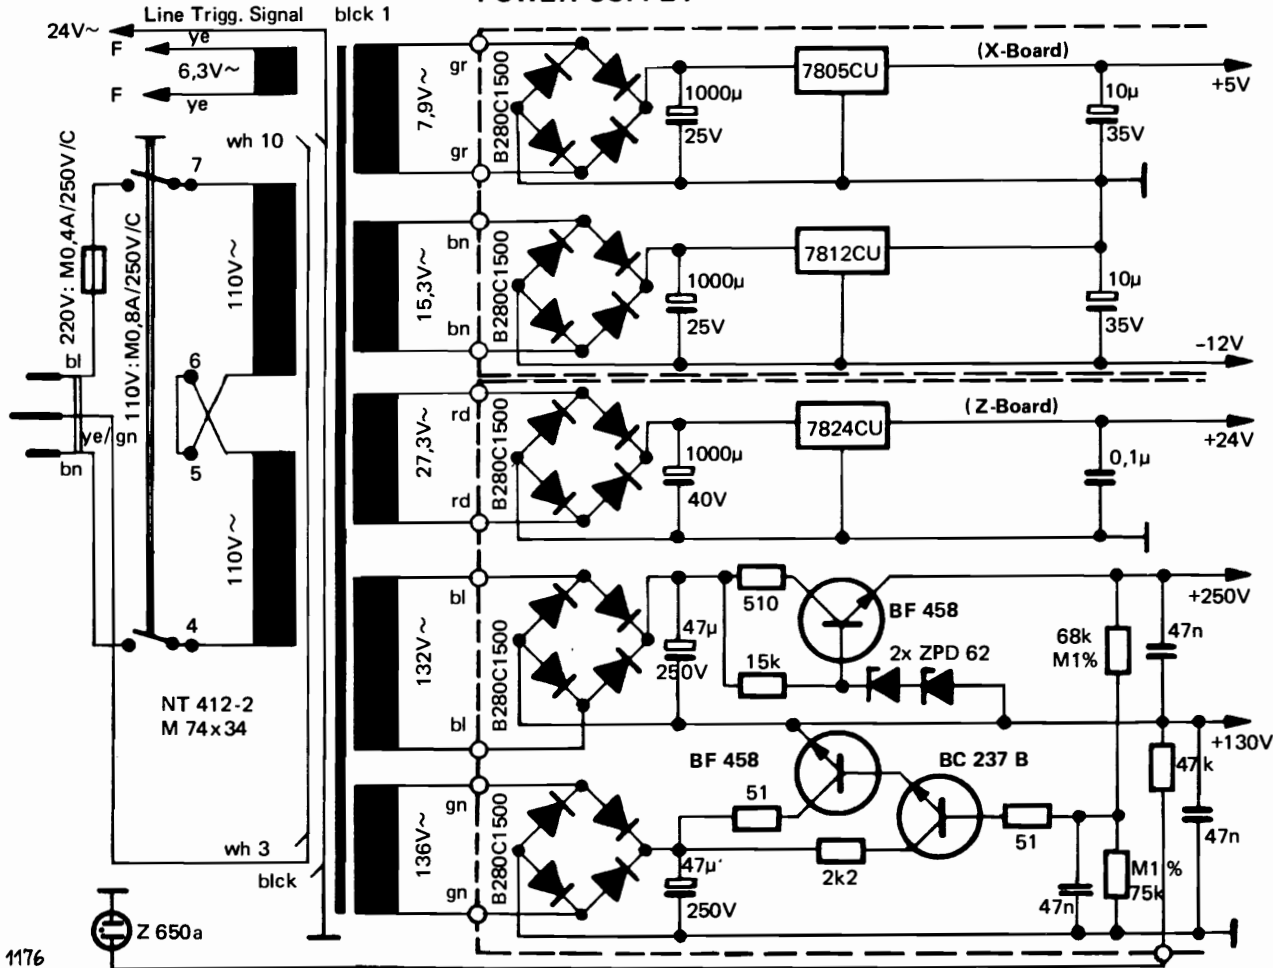 Line Trigg. Signal
blck 1
24V~
F
ye
6,3V~
F
ye
wh 10
220V: M0,4A/250V/C
110V: M0,8A/250V/C
7
110V~
bl
6
ye/gn
5
bn
110V~
4
NT 412-2
M 74x34
wh 3
blck
Z 650a
1176
7,9V~
gr
gr
B280C1500
1000µ
25V
7805CU
(X-Board)
10µ
35V
+5V
15,3V~
bn
bn
B280C1500
1000µ
25V
7812CU
10µ
35V
-12V
27,3V~
rd
rd
B280C1500
1000µ
40V
7824CU
(Z-Board)
0,1µ
+24V
132V~
bl
bl
B280C1500
47µ
250V
510
15k
BF 458
2x ZPD 62
68k
M1%
47n
+250V
+130V
136V~
gn
gn
B280C1500
47µ
250V
BF 458
51
2k2
BC 237 B
51
47n
M1%
75k
47k
47n